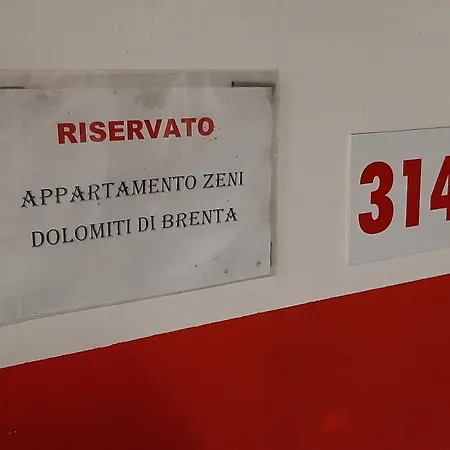 RISERVATO
APPARTAMENTO ZENI
DOLOMITI DI BRENTA
314